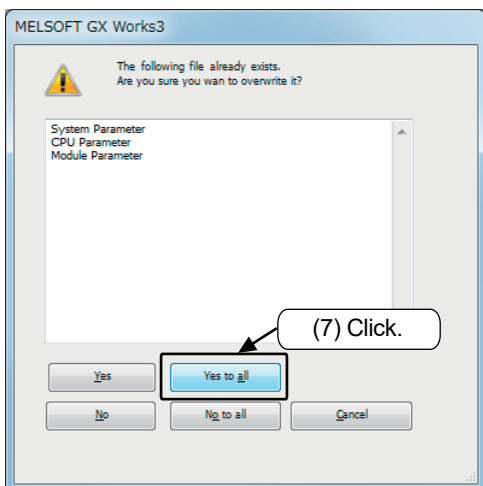 MELSOFT GX Works3
The following file already exists.
Are you sure you wan to overwrite it?
System Parameter
CPU Parameter
Module Parameter
(7) Click.
Yes
Yes to all
No
No to all
Cancel